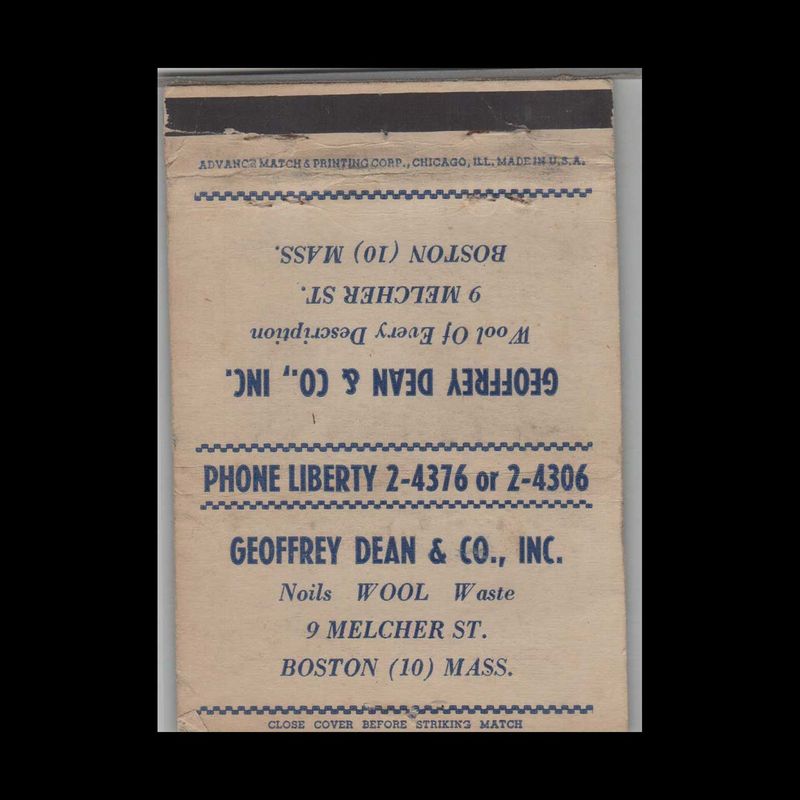 ADVANCE MATCH & PRINTING CORP., CHICAGO, ILL. MADE IN U.S.A.
GEOFFREY DEAN & CO., INC.
Wool Of Every Description
9 MELCHER ST.
BOSTON (10) MASS.
PHONE LIBERTY 2-4376 or 2-4306
GEOFFREY DEAN & CO., INC.
Noils WOOL Waste
9 MELCHER ST.
BOSTON (10) MASS.
CLOSE COVER BEFORE STRIKING MATCH